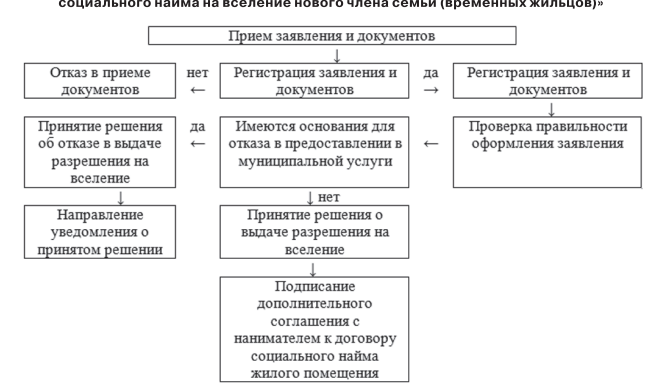 социального найма на вселение нового члена семьи (временных жильцов)»
Прием заявления и документов
↓
Отказ в приеме
документов
нет
←
Регистрация заявления и
документов
да
→
Регистрация заявления и
документов
↓
Принятие решения
об отказе в выдаче
разрешения на
вселение
да
←
Имеются основания для
отказа в предоставлении в
муниципальной услуги
←
Проверка правильности
оформления заявления
↓
↓ нет
Направление
уведомления о
принятом решении
Принятие решения о
выдаче разрешения на
вселение
↓
Подписание
дополнительного
соглашения с
нанимателем к договору
социального найма
жилого помещения